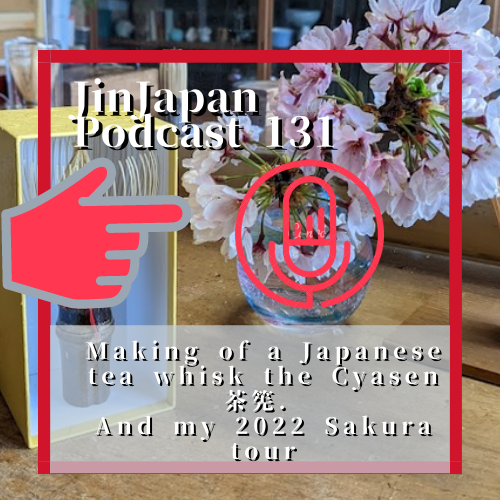 JinJapan
Podcast 131
Making of a Japanese
tea whisk the Cyasen
茶筅.
And my 2022 Sakura
tour